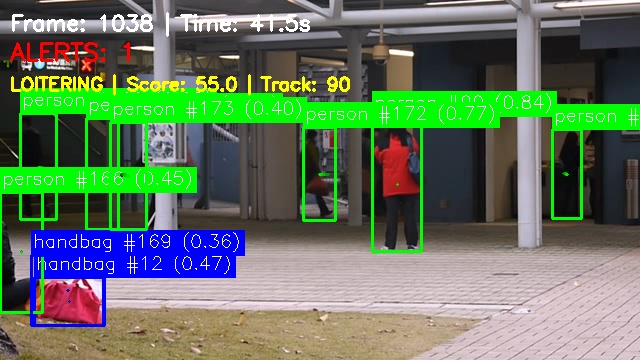 Frame: 1038 | Time: 41.5s
ALERTS: 1
LOITERING | Score: 55.0 | Track: 90
person
pe
person #173 (0.40)
(0.84)
person #172 (0.77)
person #
person #166 (0.45)
handbag #169 (0.36)
handbag #12 (0.47)